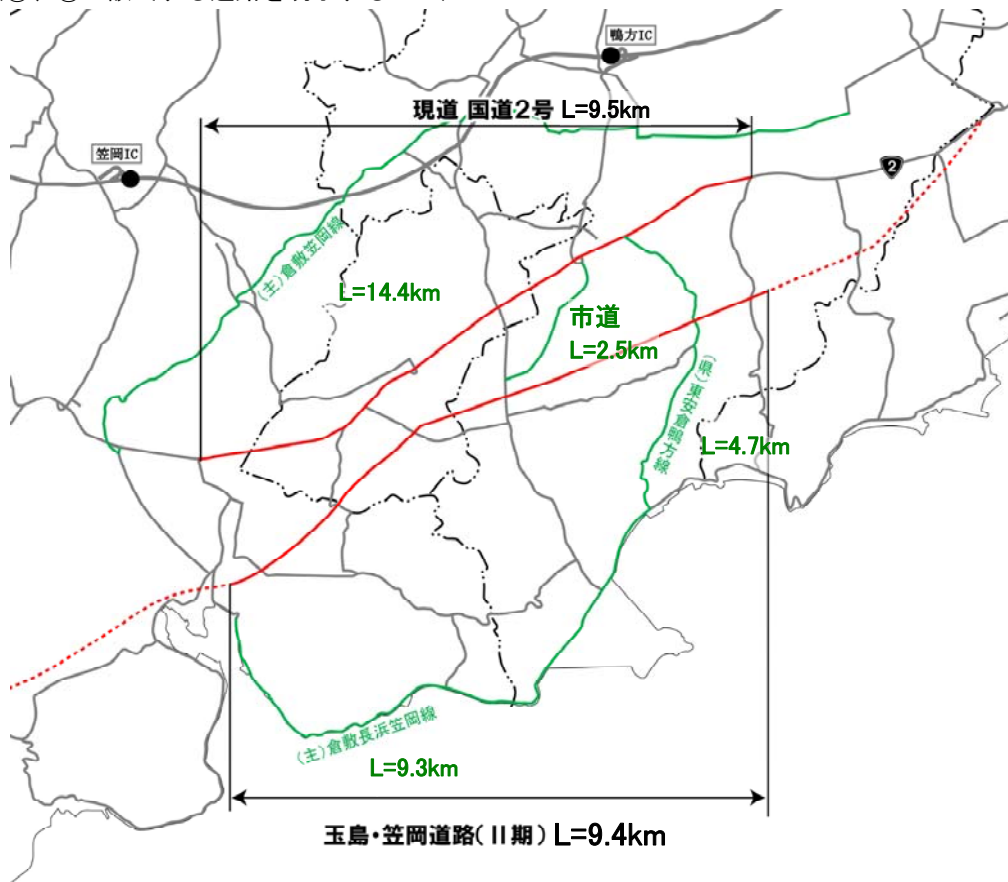 鴨方IC
現道 国道2号 L=9.5km
笠岡IC
2
(主)倉敷笠岡線
L=14.4km
市道
L=2.5km
(県)東安倉鴨方線
L=4.7km
(主)倉敷長浜笠岡線
L=9.3km
玉島・笠岡道路(Ⅱ期) L=9.4km